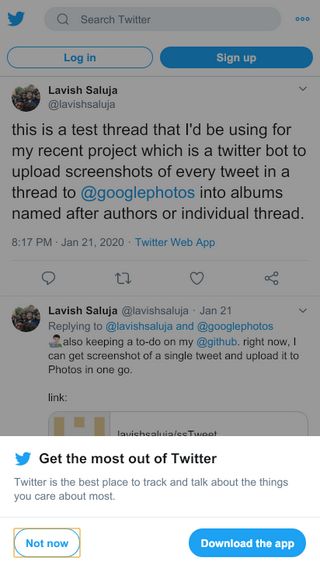 Search Twitter
Log in
Sign up
Lavish Saluja
@lavishsaluja
this is a test thread that I'd be using for
my recent project which is a twitter bot to
upload screenshots of every tweet in a
thread to @googlephotos into albums
named after authors or individual thread.
8:17 PM · Jan 21, 2020 · Twitter Web App
Lavish Saluja @lavishsaluja · Jan 21
Replying to @lavishsaluja and @googlephotos
also keeping a to-do on my @github. right now, I
can get screenshot of a single tweet and upload it to
Photos in one go.
link:
lavishsaluja/ssTweet
Get the most out of Twitter
Twitter is the best place to track and talk about the things
you care about most.
Not now
Download the app